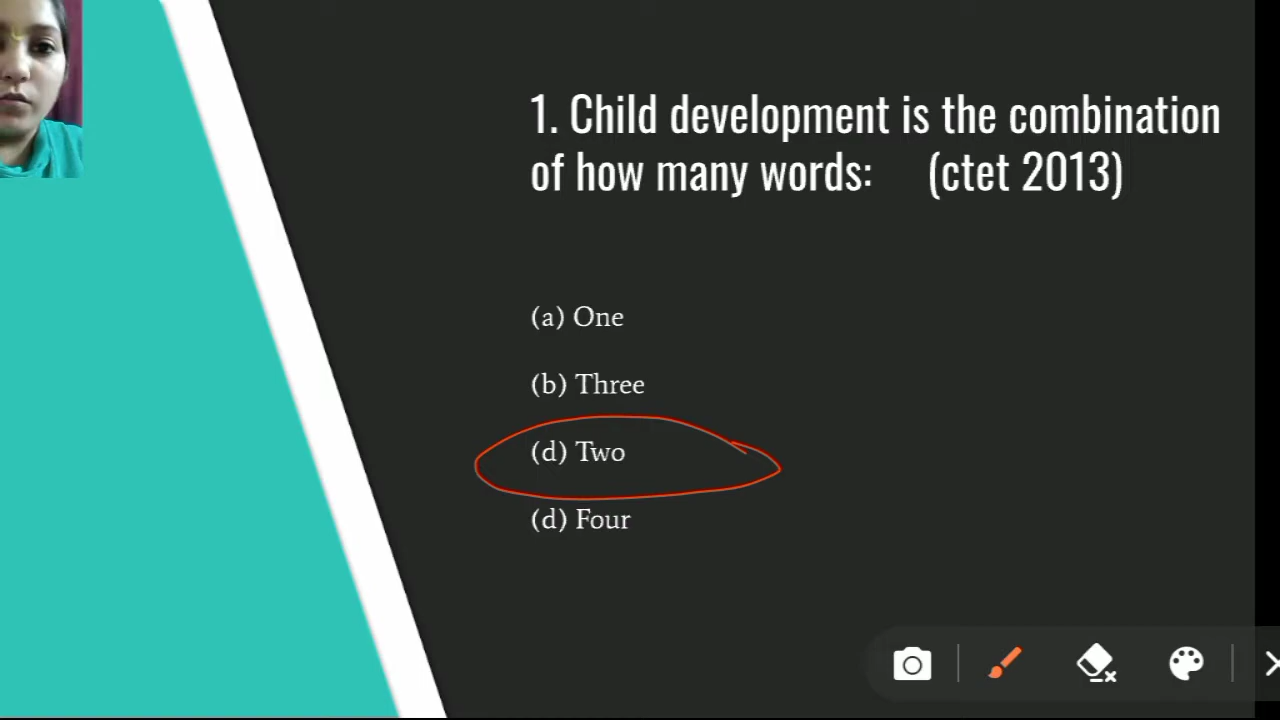 1. Child development is the combination
of how many words: (ctet 2013)
(a) One
(b) Three
(d) Two
(d) Four